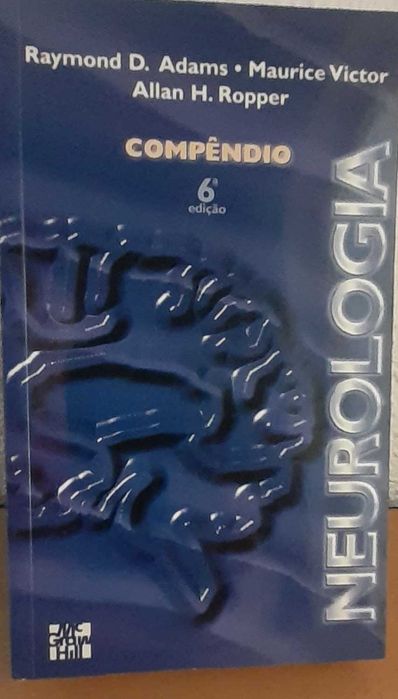 Raymond D. Adams • Maurice Victor
Allan H. Ropper
COMPÊNDIO
6ª
edição
NEUROLOGIA
Mc
Graw
Hill